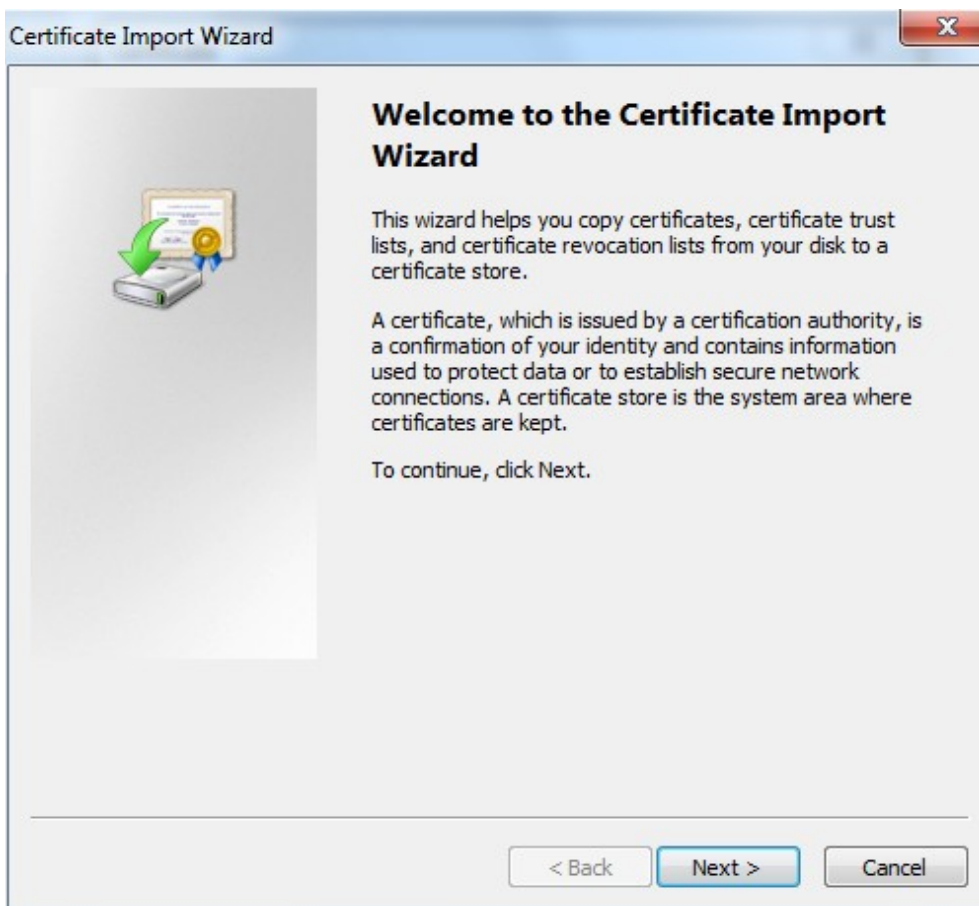 Certificate Import Wizard
Welcome to the Certificate Import
Wizard
This wizard helps you copy certificates, certificate trust
lists, and certificate revocation lists from your disk to a
certificate store.
A certificate, which is issued by a certification authority, is
a confirmation of your identity and contains information
used to protect data or to establish secure network
connections. A certificate store is the system area where
certificates are kept.
To continue, click Next.
< Back
Next >
Cancel